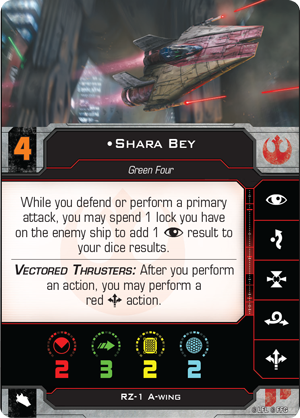 4
•Shara Bey
Green Four
While you defend or perform a primary
attack, you may spend 1 lock you have
on the enemy ship to add 1 result to
your dice results.
Vectored Thrusters: After you perform
an action, you may perform a
red action.
2 3 2 2
RZ-1 A-wing
© LFL © FFG